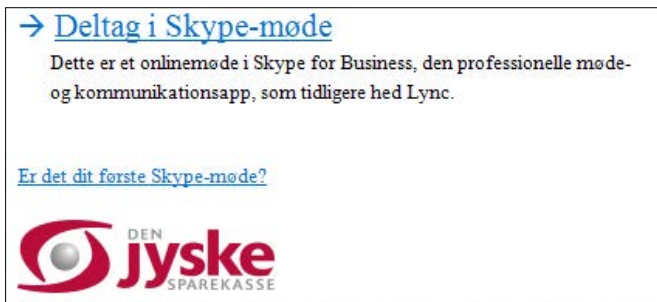 → Deltag i Skype-møde
Dette er et onlinemøde i Skype for Business, den professionelle møde-
og kommunikationsapp, som tidligere hed Lync.
Er det dit første Skype-møde?
DEN
jyske
SPAREKASSE